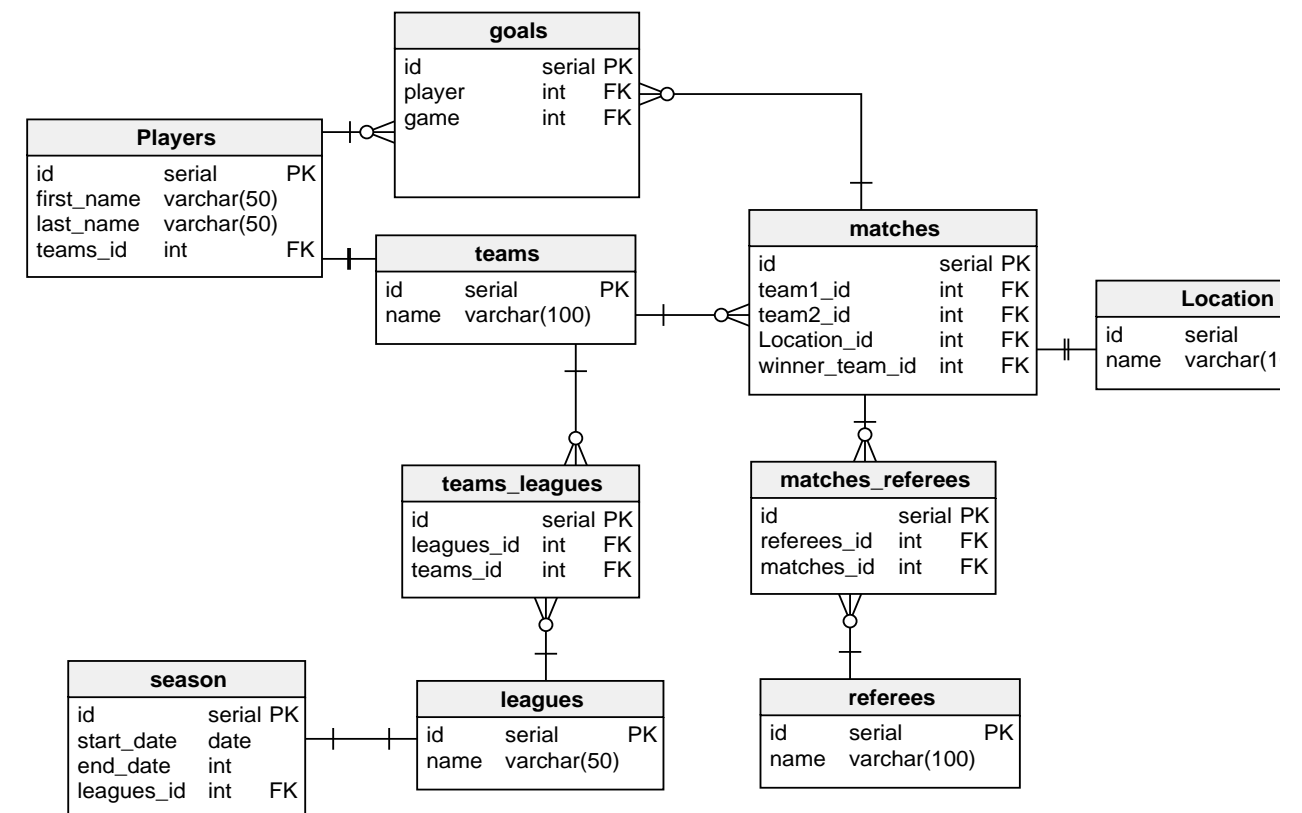 goals
id serial PK
player int FK
game int FK
Players
id serial PK
first_name varchar(50)
last_name varchar(50)
teams_id int FK
teams
id serial PK
name varchar(100)
matches
id serial PK
team1_id int FK
team2_id int FK
Location_id int FK
winner_team_id int FK
Location
id serial
name varchar(1
teams_leagues
id serial PK
leagues_id int FK
teams_id int FK
matches_referees
id serial PK
referees_id int FK
matches_id int FK
season
id serial PK
start_date date
end_date int
leagues_id int FK
leagues
id serial PK
name varchar(50)
referees
id serial PK
name varchar(100)